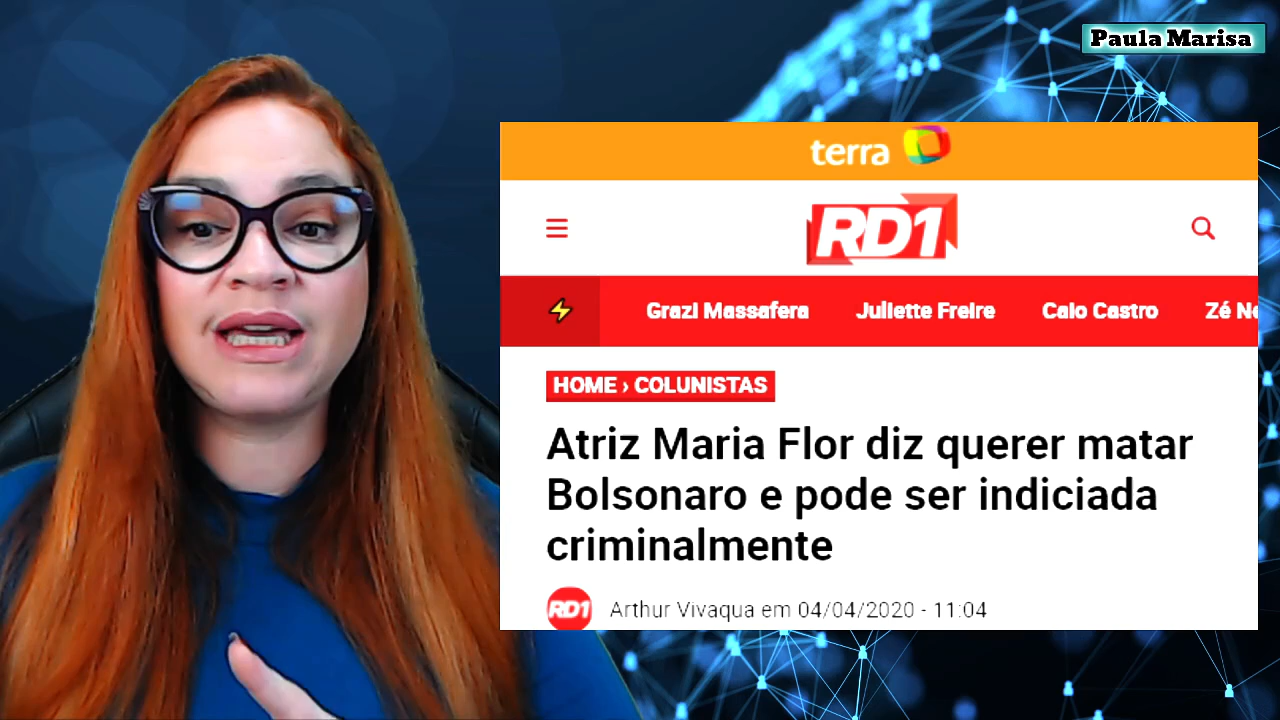 Paula Marisa
terra
RD1
Grazi Massafera Juliette Freire Caio Castro Zé
HOME › COLUNISTAS
Atriz Maria Flor diz querer matar
Bolsonaro e pode ser indiciada
criminalmente
RD1 Arthur Vivaqua em 04/04/2020 - 11:04